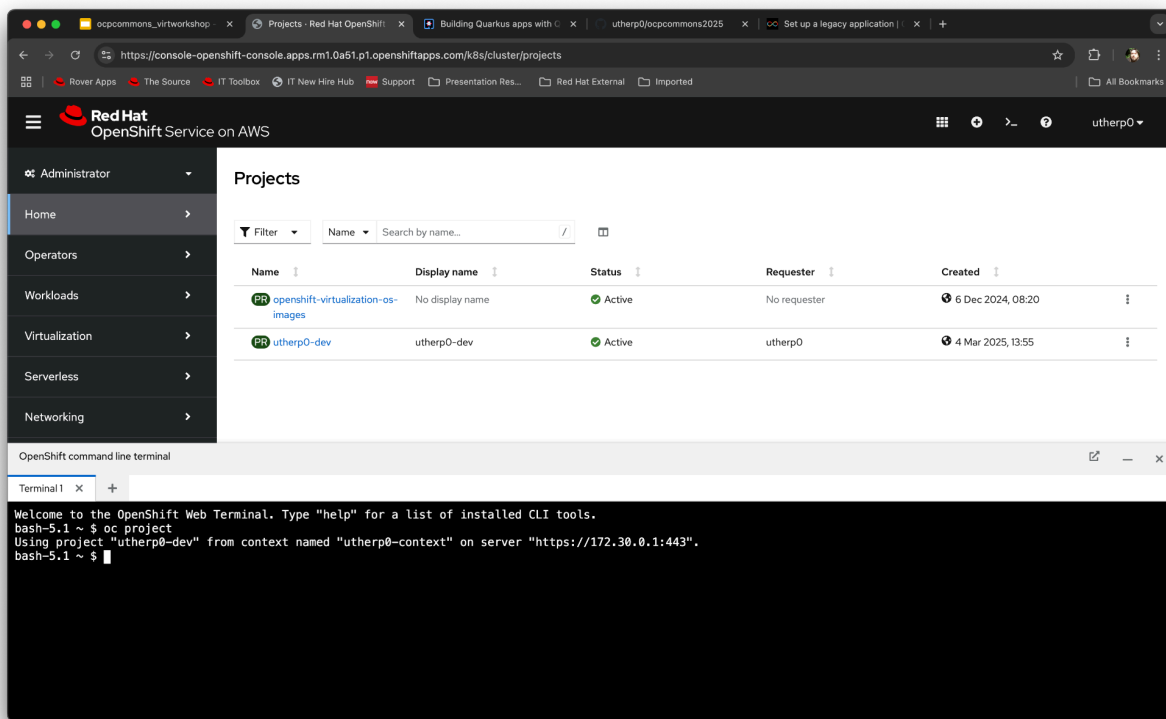 ocpcommons_virtworkshop -
Projects · Red Hat OpenShift
Building Quarkus apps with Q
utherp0/ocpcommons2025
Set up a legacy application |
https://console-openshift-console.apps.rm1.0a51.p1.openshiftapps.com/k8s/cluster/projects
Rover Apps The Source IT Toolbox IT New Hire Hub now Support Presentation Res... Red Hat External Imported All Bookmarks
Red Hat
OpenShift Service on AWS
utherp0
Administrator
Home
Operators
Workloads
Virtualization
Serverless
Networking
Projects
Filter Name Search by name... /
Name Display name Status Requester Created
PR openshift-virtualization-os-images No display name Active No requester 6 Dec 2024, 08:20
PR utherp0-dev utherp0-dev Active utherp0 4 Mar 2025, 13:55
OpenShift command line terminal
Terminal 1
Welcome to the OpenShift Web Terminal. Type "help" for a list of installed CLI tools.
bash-5.1 ~ $ oc project
Using project "utherp0-dev" from context named "utherp0-context" on server "https://172.30.0.1:443".
bash-5.1 ~ $